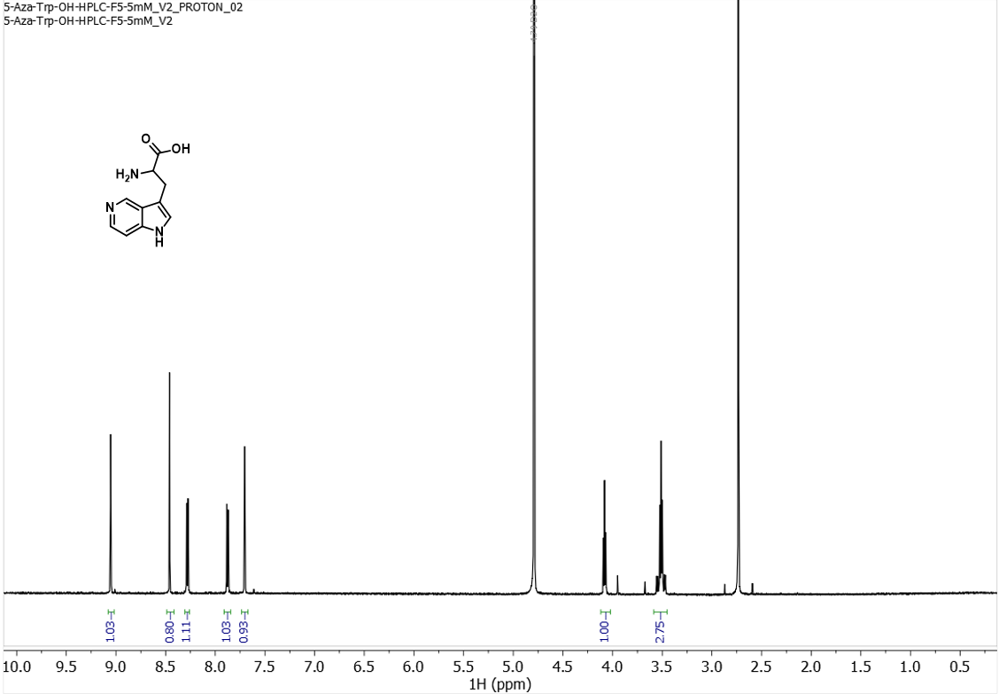 5-Aza-Trp-OH-HPLC-F5-5mM_V2_PROTON_02
5-Aza-Trp-OH-HPLC-F5-5mM_V2
4.79 D2O
O
OH
H2N
N
N
H
1.03
0.80
1.11
1.03
0.93
1.00
2.75
10.0 9.5 9.0 8.5 8.0 7.5 7.0 6.5 6.0 5.5 5.0 4.5 4.0 3.5 3.0 2.5 2.0 1.5 1.0 0.5
1H (ppm)